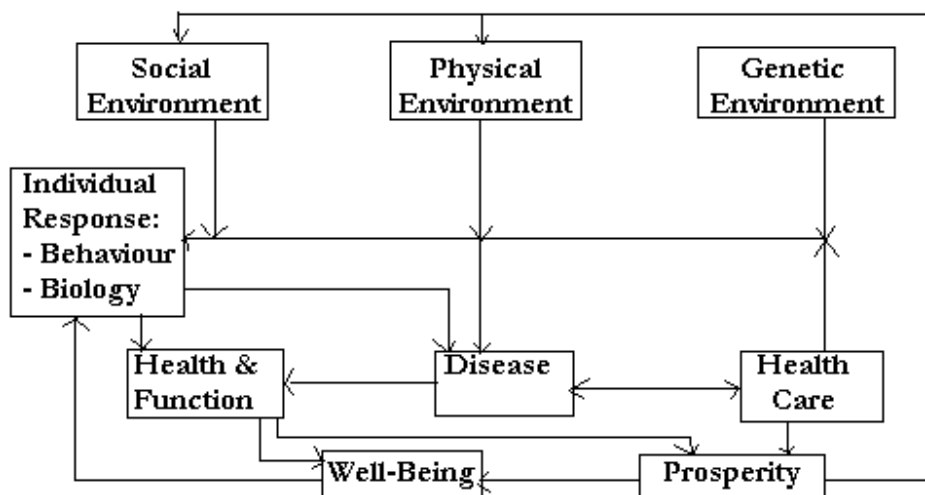 Social
Environment
Physical
Environment
Genetic
Environment
Individual
Response:
- Behaviour
- Biology
Health &
Function
Disease
Health
Care
Well-Being
Prosperity